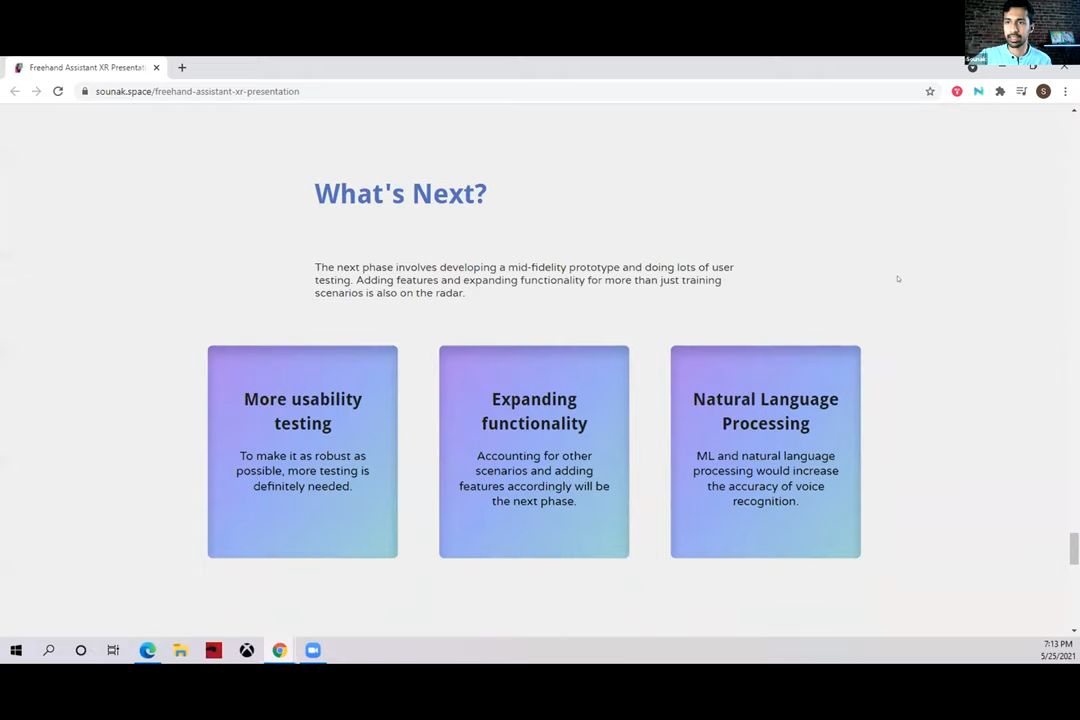 Sounak
Freehand Assistant XR Presentati
sounak.space/freehand-assistant-xr-presentation
S
What's Next?
The next phase involves developing a mid-fidelity prototype and doing lots of user
testing. Adding features and expanding functionality for more than just training
scenarios is also on the radar.
More usability
testing
To make it as robust as
possible, more testing is
definitely needed.
Expanding
functionality
Accounting for other
scenarios and adding
features accordingly will be
the next phase.
Natural Language
Processing
ML and natural language
processing would increase
the accuracy of voice
recognition.
7:13 PM
5/25/2021